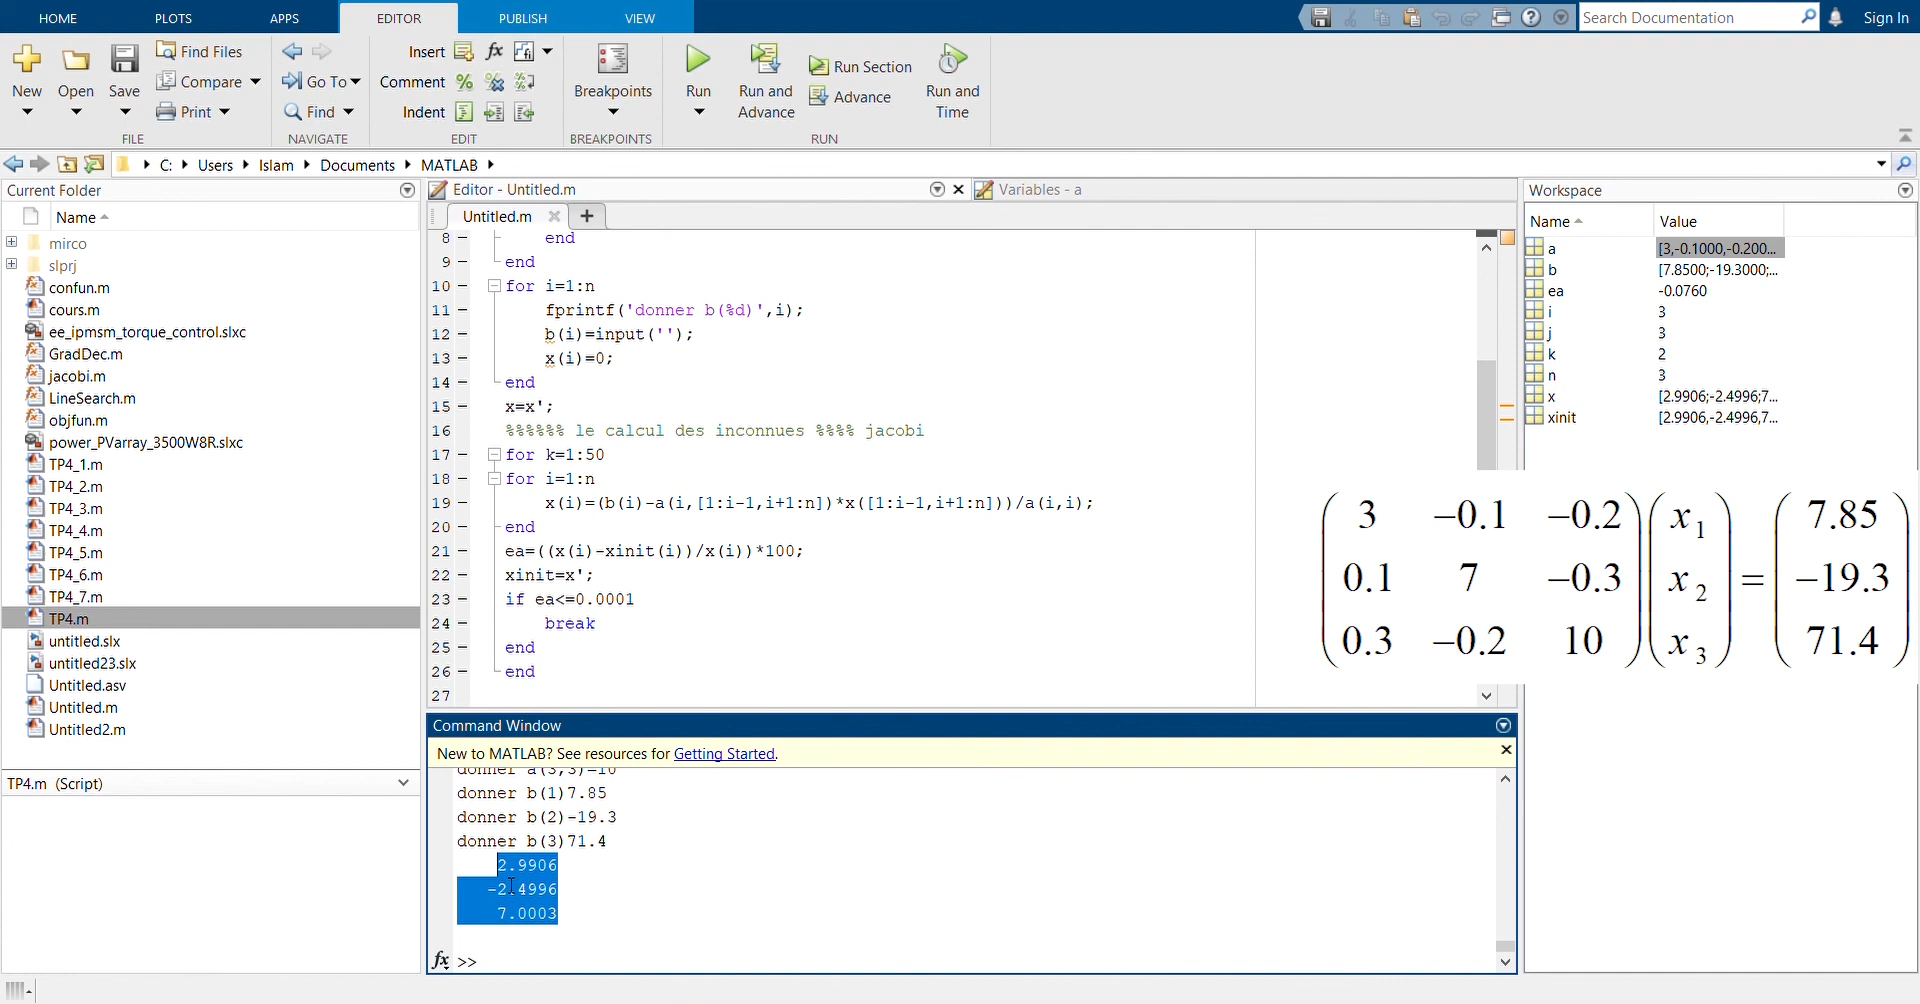 HOME PLOTS APPS EDITOR PUBLISH VIEW
Search Documentation
Sign In
New
Open
Save
Find Files
Compare
Print
FILE
Go To
Find
NAVIGATE
Insert fx
Comment
Indent
EDIT
Breakpoints
BREAKPOINTS
Run
Run and Advance
Run Section
Advance
Run and Time
RUN
C: Users Islam Documents MATLAB
Current Folder
Name
mirco
slprj
confun.m
cours.m
ee_ipmsm_torque_control.slxc
GradDec.m
jacobi.m
LineSearch.m
objfun.m
power_PVarray_3500W8R.slxc
TP4_1.m
TP4_2.m
TP4_3.m
TP4_4.m
TP4_5.m
TP4_6.m
TP4_7.m
TP4.m
untitled.slx
untitled23.slx
Untitled.asv
Untitled.m
Untitled2.m
TP4.m (Script)
Editor - Untitled.m
Variables - a
Untitled.m
8 – end
9 – end
10 – for i=1:n
11 – fprintf('donner b(%d)',i);
12 – b(i)=input('');
13 – x(i)=0;
14 – end
15 – x=x';
16 %%%%%% le calcul des inconnues %%%% jacobi
17 – for k=1:50
18 – for i=1:n
19 – x(i)=(b(i)-a(i,[1:i-1,i+1:n])*x([1:i-1,i+1:n]))/a(i,i);
20 – end
21 – ea=((x(i)-xinit(i))/x(i))*100;
22 – xinit=x';
23 – if ea<=0.0001
24 – break
25 – end
26 – end
27
Command Window
New to MATLAB? See resources for Getting Started.
donner a(3,3)=10
donner b(1)7.85
donner b(2)-19.3
donner b(3)71.4
2.9906
-2.4996
7.0003
fx >>
Workspace
Name Value
a [3,-0.1000,-0.200...
b [7.8500;-19.3000;...
ea -0.0760
i 3
j 3
k 2
n 3
x [2.9906;-2.4996;7...
xinit [2.9906,-2.4996,7...
3 −0.1 −0.2 x1 7.85
0.1 7 −0.3 x2 = −19.3
0.3 −0.2 10 x3 71.4